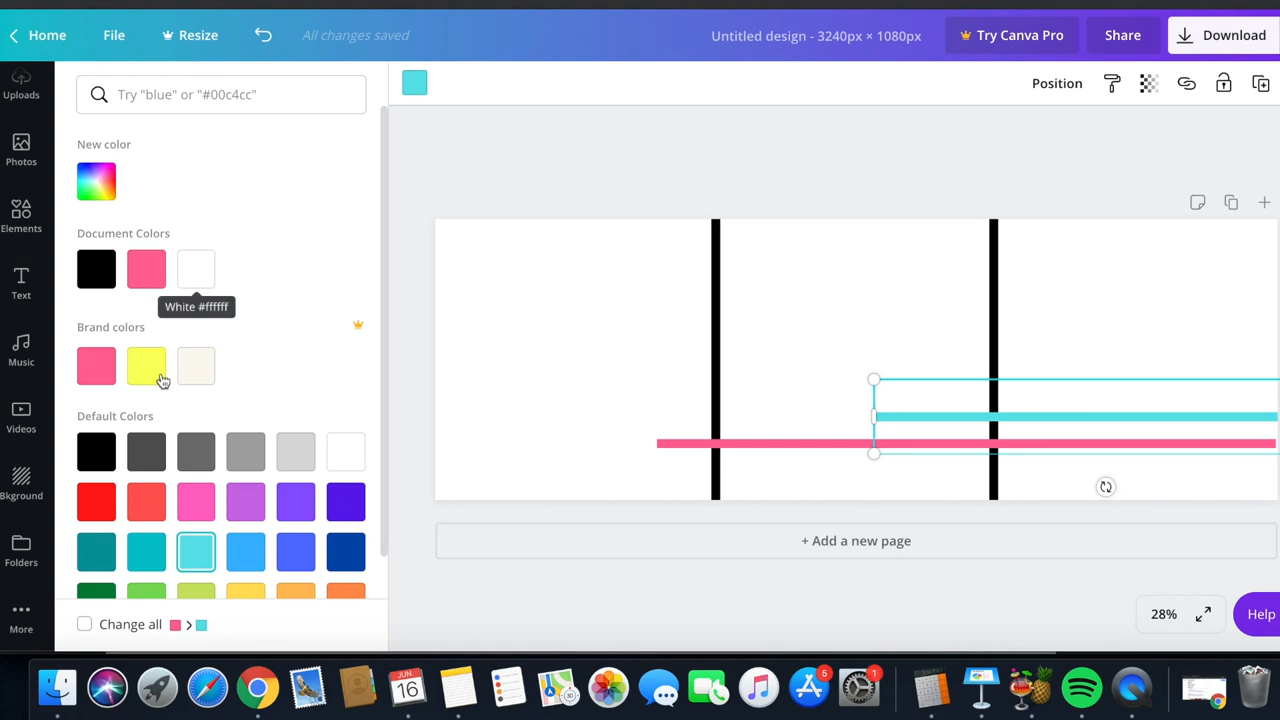 Home
File
Resize
All changes saved
Untitled design - 3240px × 1080px
Try Canva Pro
Share
Download
Uploads
Photos
Elements
Text
Music
Videos
Bkground
Folders
More
Try "blue" or "#00c4cc"
New color
Document Colors
White #ffffff
Brand colors
Default Colors
Change all
Position
+ Add a new page
28%
Help
JUN
16
5
1